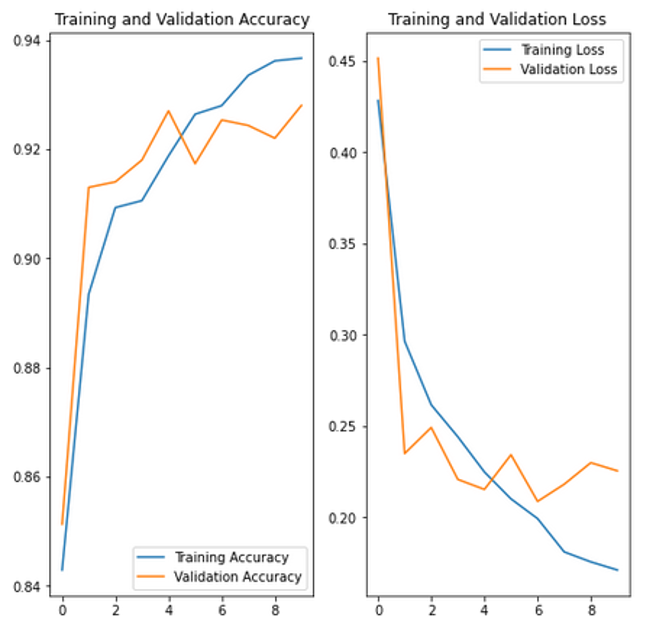 Training and Validation Accuracy
0.94
0.92
0.90
0.88
0.86
0.84
0 2 4 6 8
Training Accuracy
Validation Accuracy
Training and Validation Loss
0.45
0.40
0.35
0.30
0.25
0.20
0 2 4 6 8
Training Loss
Validation Loss